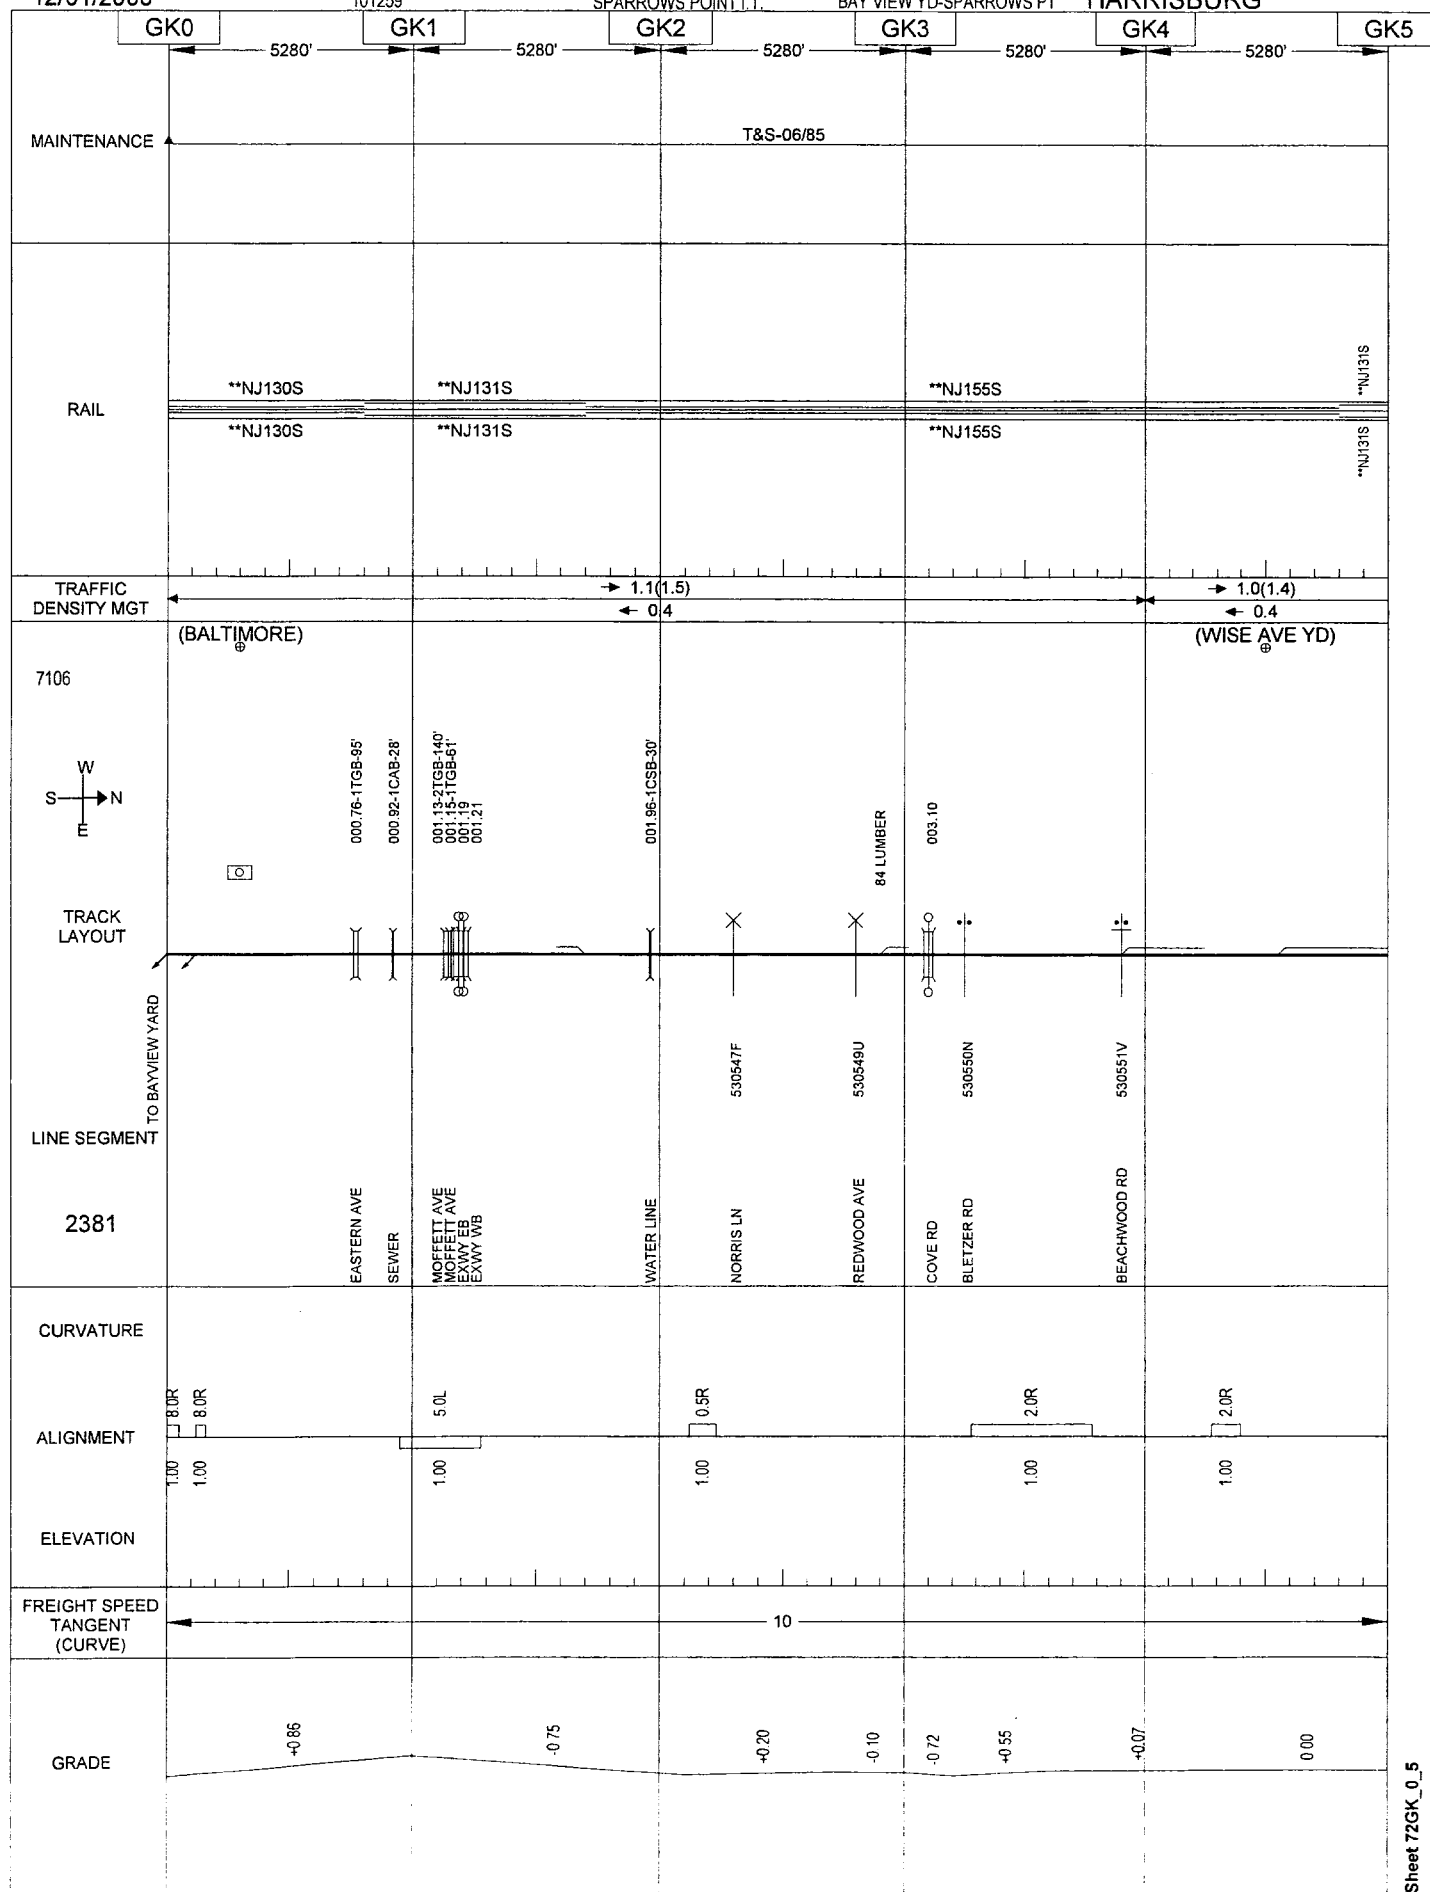 101259 SPARROWS POINT I.T. BAY VIEW YD-SPARROWS PT HARRISBURG
GK0 GK1 GK2 GK3 GK4 GK5
5280' 5280' 5280' 5280' 5280'
MAINTENANCE
T&S-06/85
RAIL
**NJ130S **NJ131S **NJ155S **NJ131S
**NJ130S **NJ131S **NJ155S **NJ131S
TRAFFIC
DENSITY MGT
→ 1.1(1.5) → 1.0(1.4)
← 0.4 ← 0.4
(BALTIMORE) (WISE AVE YD)
7106
W
S N
E
000.76-1TGB-95'
000.92-1CAB-28'
001.13-2TGB-140'
001.15-1TGB-61'
001.19
001.21
001.96-1CSB-30'
84 LUMBER
003.10
TRACK
LAYOUT
TO BAYVIEW YARD
530547F
530549U
530550N
530551V
LINE SEGMENT
2381
EASTERN AVE
SEWER
MOFFETT AVE
MOFFETT AVE
EXWY EB
EXWY WB
WATER LINE
NORRIS LN
REDWOOD AVE
COVE RD
BLETZER RD
BEACHWOOD RD
CURVATURE
8.0R 8.0R 5.0L 0.5R 2.0R 2.0R
ALIGNMENT
1.00 1.00 1.00 1.00 1.00 1.00
ELEVATION
FREIGHT SPEED
TANGENT
(CURVE)
10
GRADE
+0.86 -0.75 +0.20 -0.10 -0.72 +0.55 +0.07 0.00
Sheet 72GK_0_5